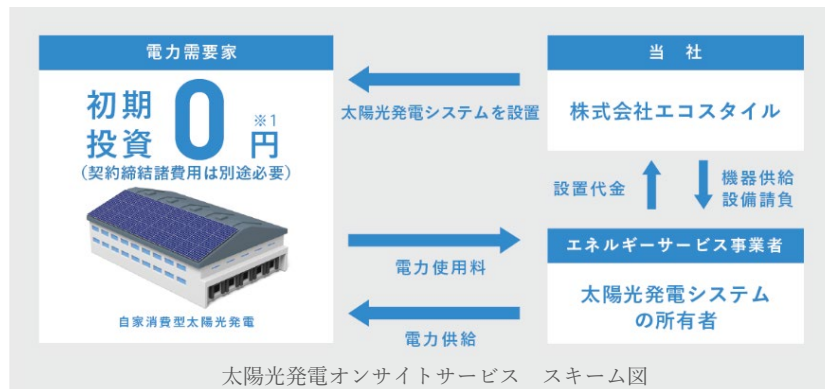 電力需要家
初期
投資
0
※1
円
(契約締結諸費用は別途必要)
自家消費型太陽光発電
太陽光発電システムを設置
当 社
株式会社エコスタイル
設置代金
機器供給
設備請負
電力使用料
電力供給
エネルギーサービス事業者
太陽光発電システム
の所有者
太陽光発電オンサイトサービス スキーム図